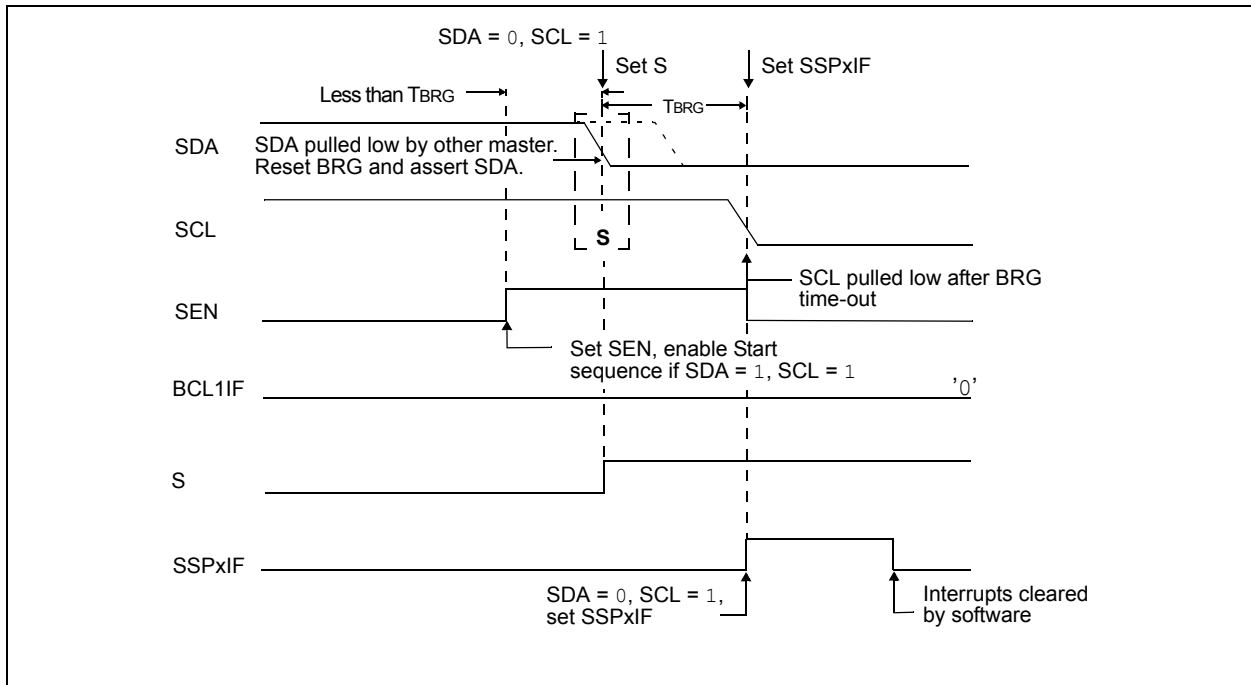 SDA = 0, SCL = 1
Set S
Set SSPxIF
Less than TBRG
TBRG
SDA
SDA pulled low by other master.
Reset BRG and assert SDA.
SCL
S
SCL pulled low after BRG
time-out
SEN
Set SEN, enable Start
sequence if SDA = 1, SCL = 1
BCL1IF
'0'
S
SSPxIF
SDA = 0, SCL = 1,
set SSPxIF
Interrupts cleared
by software